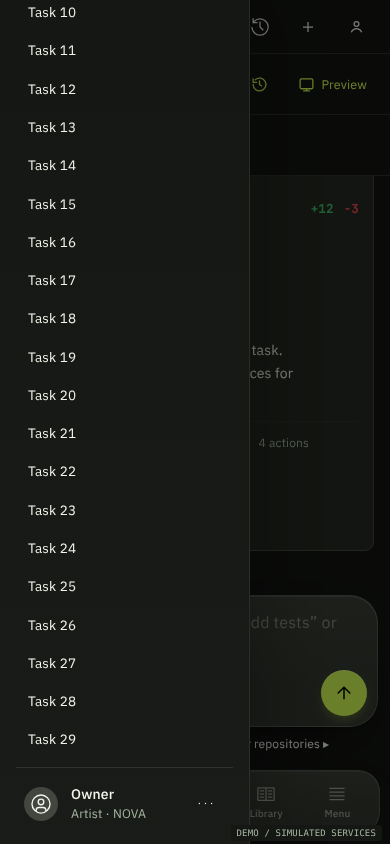 Task 10
Task 11
Task 12
Task 13
Task 14
Task 15
Task 16
Task 17
Task 18
Task 19
Task 20
Task 21
Task 22
Task 23
Task 24
Task 25
Task 26
Task 27
Task 28
Task 29
Owner
Artist · NOVA
...
Preview
+12 -3
task.
ces for
4 actions
dd tests” or
repositories ▸
Library
Menu
DEMO / SIMULATED SERVICES